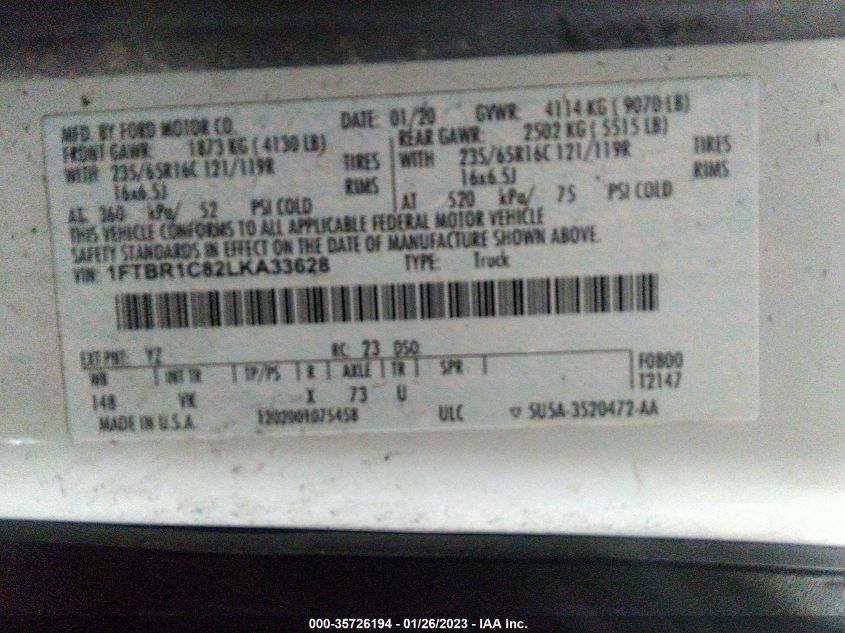 MFD. BY FORD MOTOR CO. DATE: 01/20 GVWR: 4114 KG ( 9070 LB)
FRONT GAWR: 1873 KG ( 4130 LB) REAR GAWR: 2502 KG ( 5515 LB)
WITH 235/65R16C 121/119R TIRES WITH 235/65R16C 121/119R TIRES
16x6.5J RIMS 16x6.5J RIMS
AT 360 kPa/ 52 PSI COLD AT 520 kPa/ 75 PSI COLD
THIS VEHICLE CONFORMS TO ALL APPLICABLE FEDERAL MOTOR VEHICLE
SAFETY STANDARDS IN EFFECT ON THE DATE OF MANUFACTURE SHOWN ABOVE.
VIN: 1FTBR1C82LKA33628 TYPE: Truck
EXT PNT: YZ RC: 23 DSO:
WB INT TR TP/PS R AXLE TR SPR F0800
148 VK X 73 U T2147
MADE IN U.S.A. 1202001075458 ULC ▽ 5U5A-3520472-AA
000-35726194 - 01/26/2023 - IAA Inc.